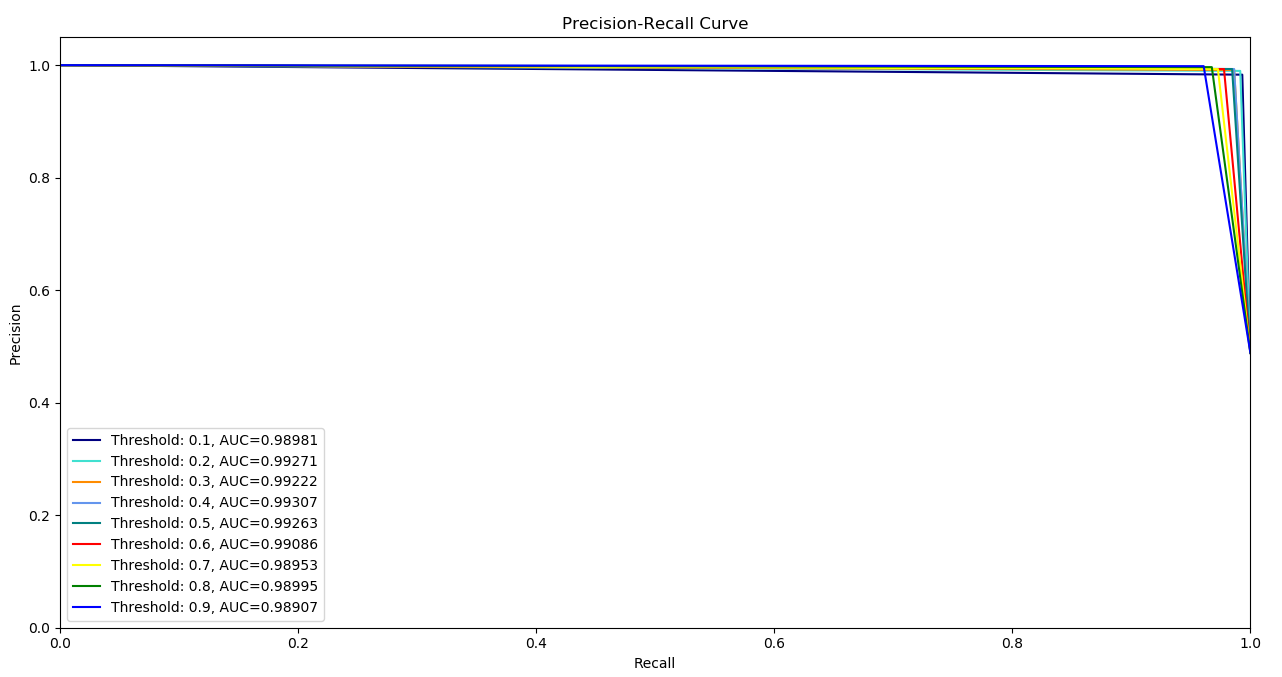 Precision-Recall Curve
1.0
0.8
0.6
0.4
0.2
0.0
Precision
Threshold: 0.1, AUC=0.98981
Threshold: 0.2, AUC=0.99271
Threshold: 0.3, AUC=0.99222
Threshold: 0.4, AUC=0.99307
Threshold: 0.5, AUC=0.99263
Threshold: 0.6, AUC=0.99086
Threshold: 0.7, AUC=0.98953
Threshold: 0.8, AUC=0.98995
Threshold: 0.9, AUC=0.98907
0.0 0.2 0.4 0.6 0.8 1.0
Recall